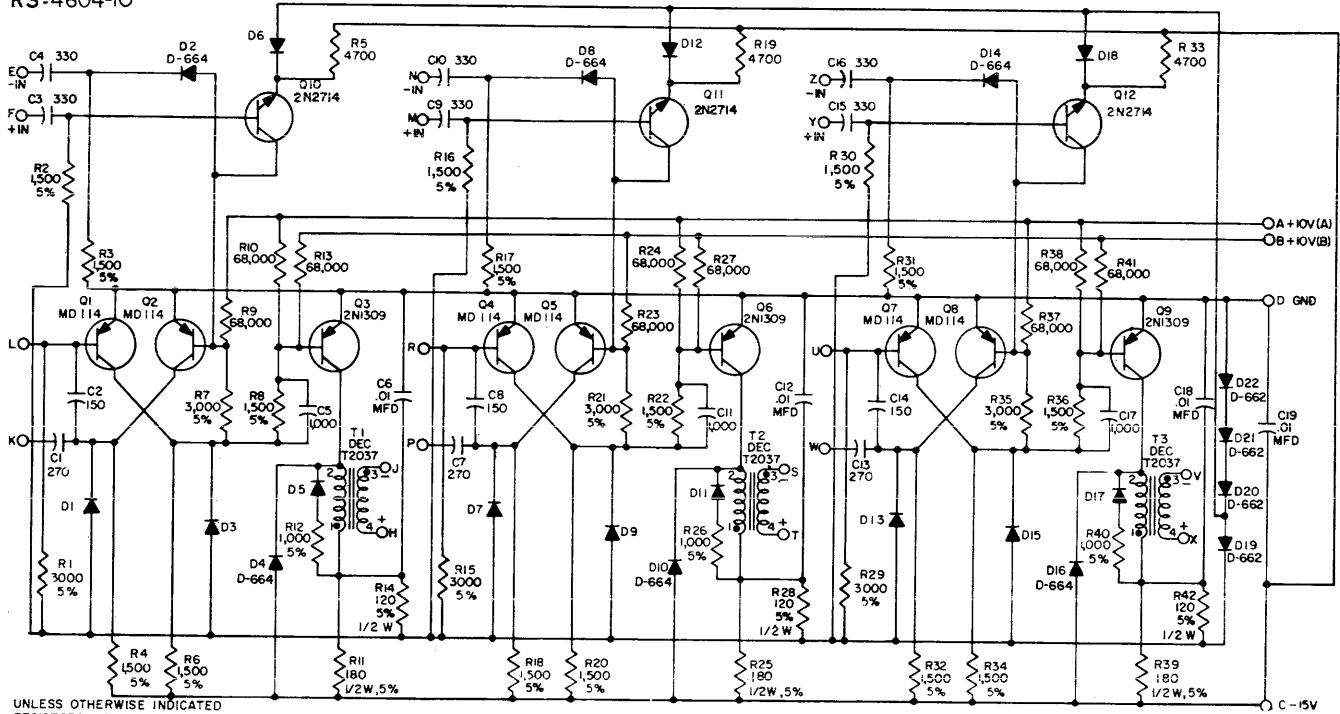 RS-4604-10
D6
R5
4700
D12
R19
4700
D18
R33
4700
C4 330
E
-IN
D2
D-664
C3 330
F
+IN
Q10
2N2714
C10 330
N
-IN
D8
D-664
C9 330
M
+IN
Q11
2N2714
C16 330
Z
-IN
D14
D-664
C15 330
Y
+IN
Q12
2N2714
R2
1,500
5%
R16
1,500
5%
R30
1,500
5%
A+10V(A)
B+10V(B)
R3
1,500
5%
R10
68,000
R13
68,000
R17
1,500
5%
R24
68,000
R27
68,000
R31
1,500
5%
R38
68,000
R41
68,000
D GND
Q1
MD114
Q2
MD114
R9
68,000
Q3
2N1309
Q4
MD114
Q5
MD114
R23
68,000
Q6
2N1309
Q7
MD114
Q8
MD114
R37
68,000
Q9
2N1309
L
R
U
C2
150
R7
3,000
5%
R8
1,500
5%
C5
1,000
C6
.01
MFD
C8
150
R21
3,000
5%
R22
1,500
5%
C11
1,000
C12
.01
MFD
C14
150
R35
3,000
5%
R36
1,500
5%
C17
1,000
C18
.01
MFD
D22
D-662
C19
.01
MFD
D21
D-662
D20
D-662
D19
D-662
K
C1
270
T1
DEC
T2037
P
C7
270
T2
DEC
T2037
W
C13
270
T3
DEC
T2037
2
3
J
-
1
4
+
H
2
3
S
-
1
4
+
T
2
3
V
-
1
4
+
X
D1
D3
D5
R12
1,000
5%
D4
D-664
D7
D9
D11
R26
1,000
5%
D10
D-664
D13
D15
D17
R40
1,000
5%
D16
D-664
R1
3000
5%
R14
120
5%
1/2 W
R15
3000
5%
R28
120
5%
1/2 W
R29
3000
5%
R42
120
5%
1/2 W
R4
1,500
5%
R6
1,500
5%
R11
180
1/2W, 5%
R18
1,500
5%
R20
1,500
5%
R25
180
1/2W, 5%
R32
1,500
5%
R34
1,500
5%
R39
180
1/2W, 5%
C -15V
UNLESS OTHERWISE INDICATED